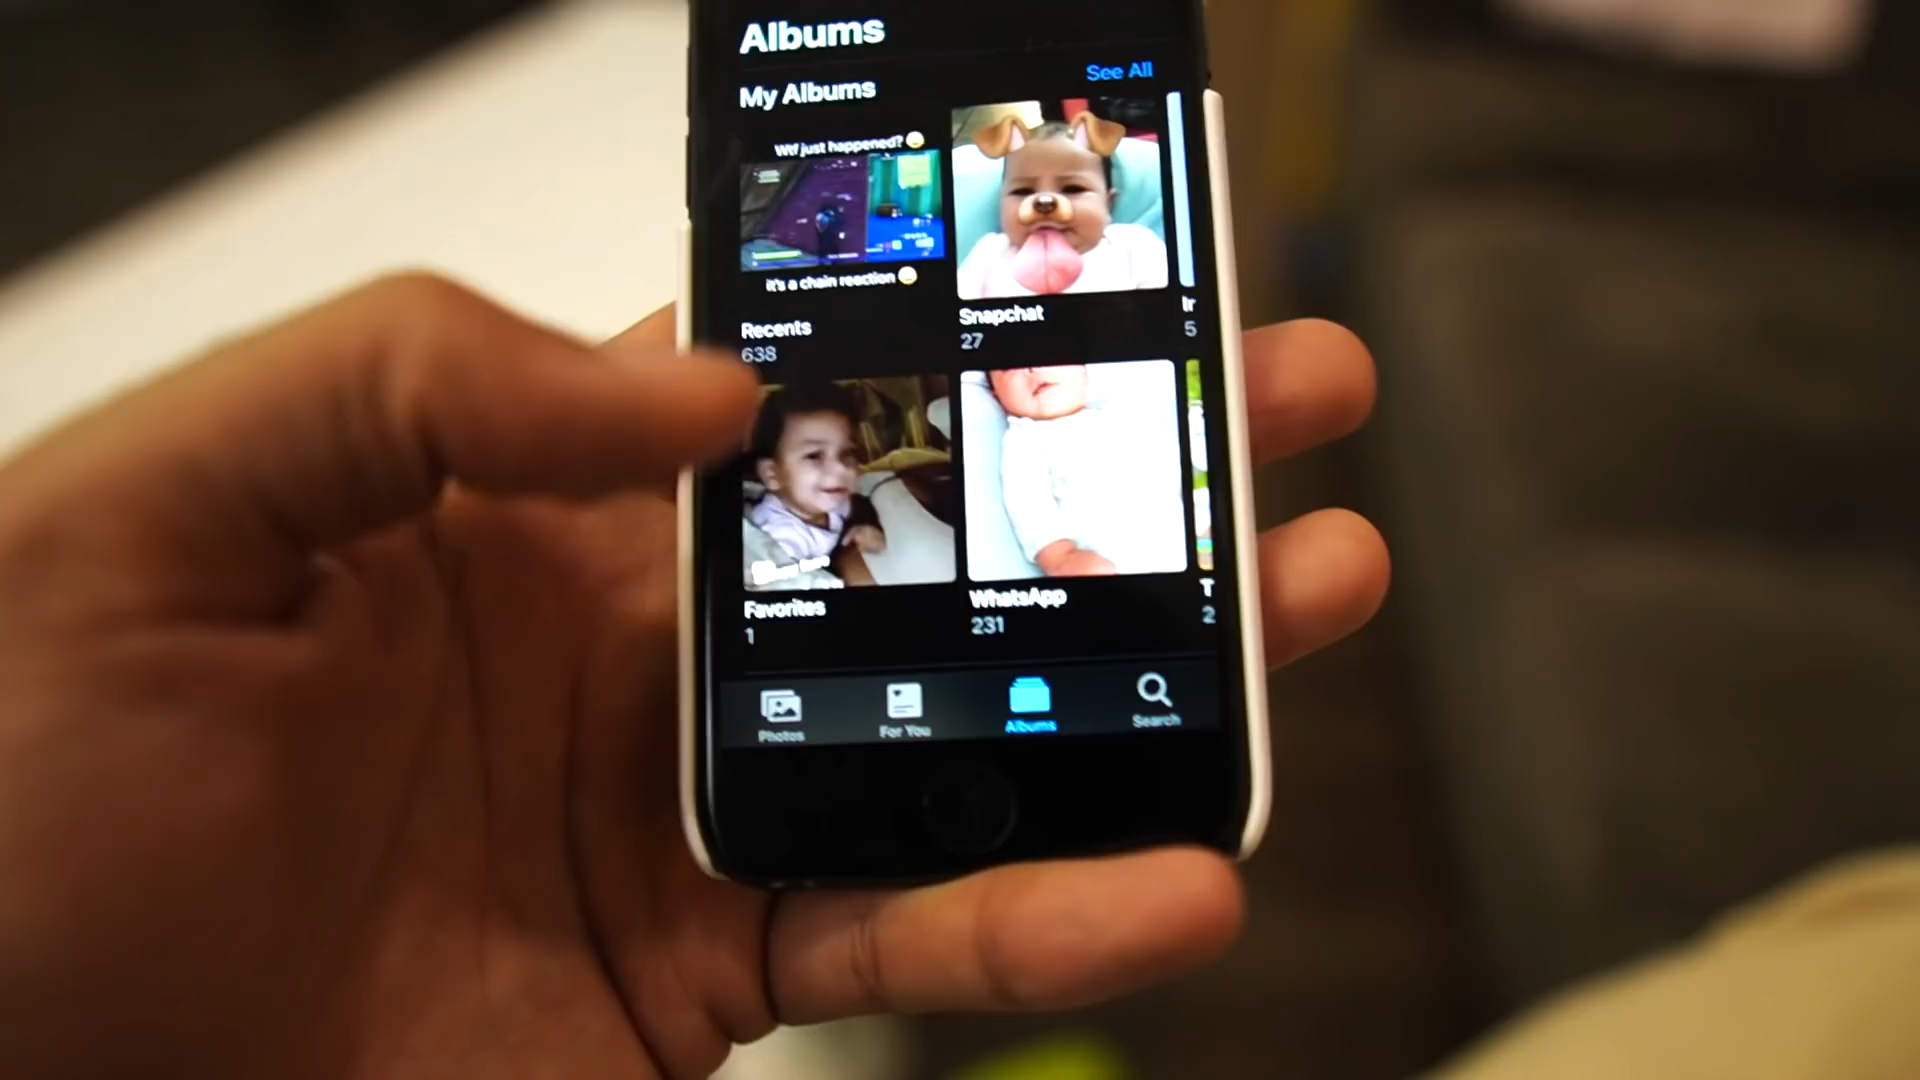 Albums
My Albums
See All
Wtf just happened? 😂
it's a chain reaction 😂
Recents
638
Snapchat
27
In
5
Favorites
1
WhatsApp
231
T
2
Photos
For You
Albums
Search